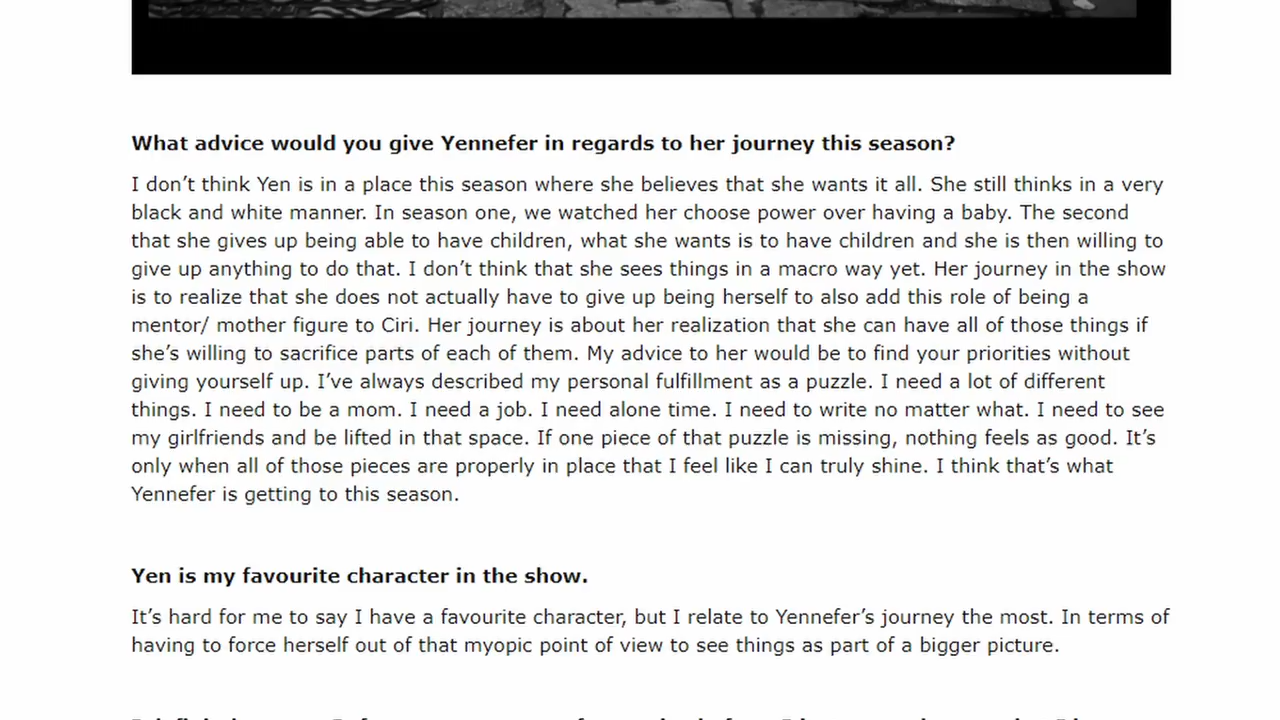 What advice would you give Yennefer in regards to her journey this season?
I don’t think Yen is in a place this season where she believes that she wants it all. She still thinks in a very
black and white manner. In season one, we watched her choose power over having a baby. The second
that she gives up being able to have children, what she wants is to have children and she is then willing to
give up anything to do that. I don’t think that she sees things in a macro way yet. Her journey in the show
is to realize that she does not actually have to give up being herself to also add this role of being a
mentor/ mother figure to Ciri. Her journey is about her realization that she can have all of those things if
she’s willing to sacrifice parts of each of them. My advice to her would be to find your priorities without
giving yourself up. I’ve always described my personal fulfillment as a puzzle. I need a lot of different
things. I need to be a mom. I need a job. I need alone time. I need to write no matter what. I need to see
my girlfriends and be lifted in that space. If one piece of that puzzle is missing, nothing feels as good. It’s
only when all of those pieces are properly in place that I feel like I can truly shine. I think that’s what
Yennefer is getting to this season.
Yen is my favourite character in the show.
It’s hard for me to say I have a favourite character, but I relate to Yennefer’s journey the most. In terms of
having to force herself out of that myopic point of view to see things as part of a bigger picture.